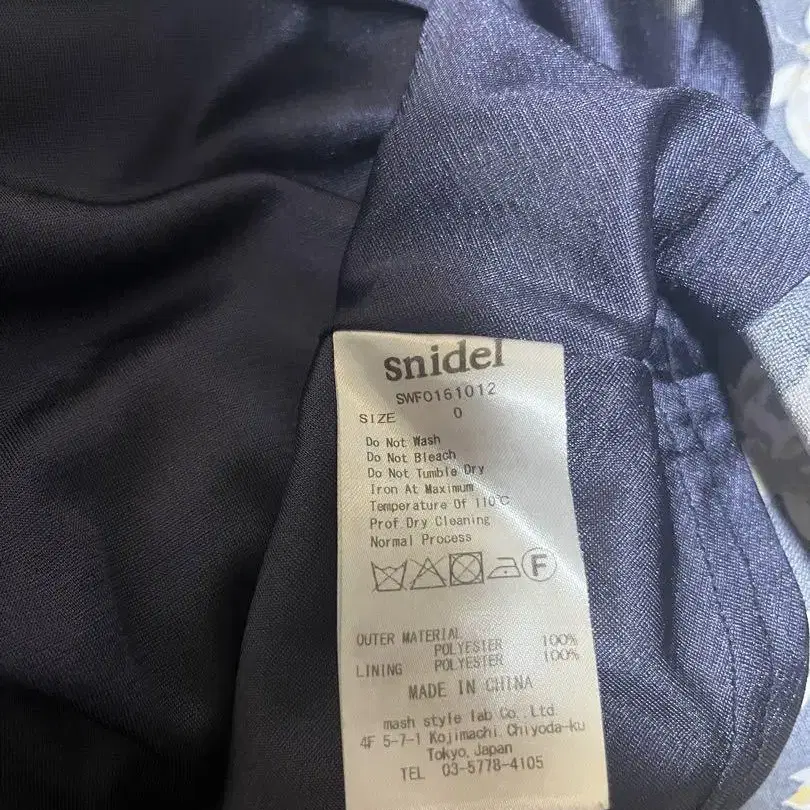 snidel
SWFO161012
SIZE 0
Do Not Wash
Do Not Bleach
Do Not Tumble Dry
Iron At Maximum
Temperature Of 110℃
Prof.Dry Cleaning
Normal Process
F
OUTER MATERIAL
POLYESTER 100%
LINING POLYESTER 100%
MADE IN CHINA
mash style lab Co.,Ltd.
4F 5-7-1 Kojimachi,Chiyoda-ku
Tokyo,Japan
TEL 03-5778-4105